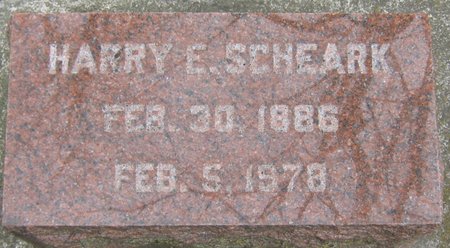 HARRY E. SCHEARK
FEB. 30, 1886
FEB. 5, 1978